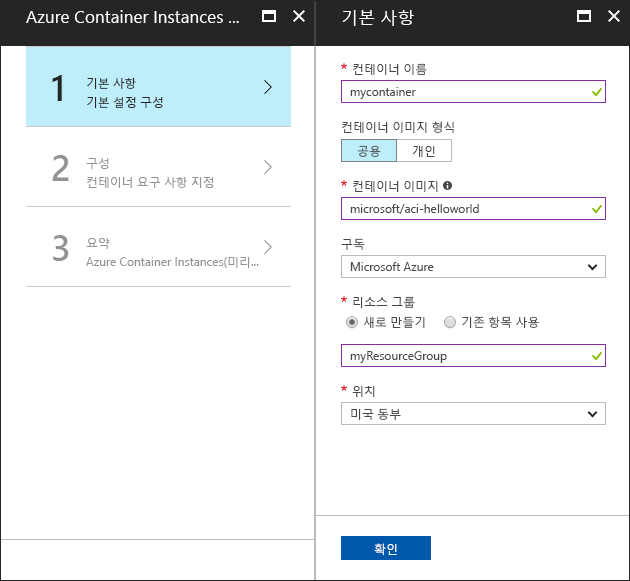 Azure Container Instances ...
1
기본 사항
기본 설정 구성
2
구성
컨테이너 요구 사항 지정
3
요약
Azure Container Instances(미리...
기본 사항
* 컨테이너 이름
mycontainer
컨테이너 이미지 형식
공용 개인
* 컨테이너 이미지
microsoft/aci-helloworld
구독
Microsoft Azure
* 리소스 그룹
새로 만들기 기존 항목 사용
myResourceGroup
* 위치
미국 동부
확인